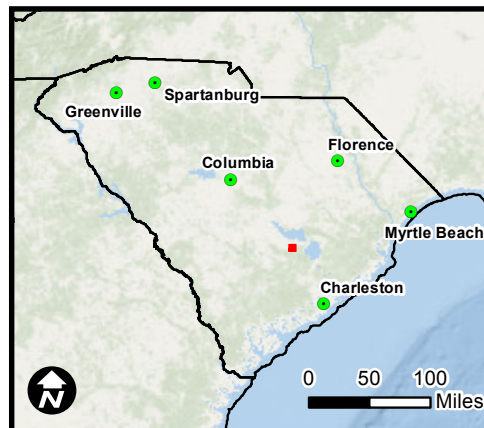 Spartanburg
Greenville
Florence
Columbia
Myrtle Beach
Charleston
N
0 50 100
Miles